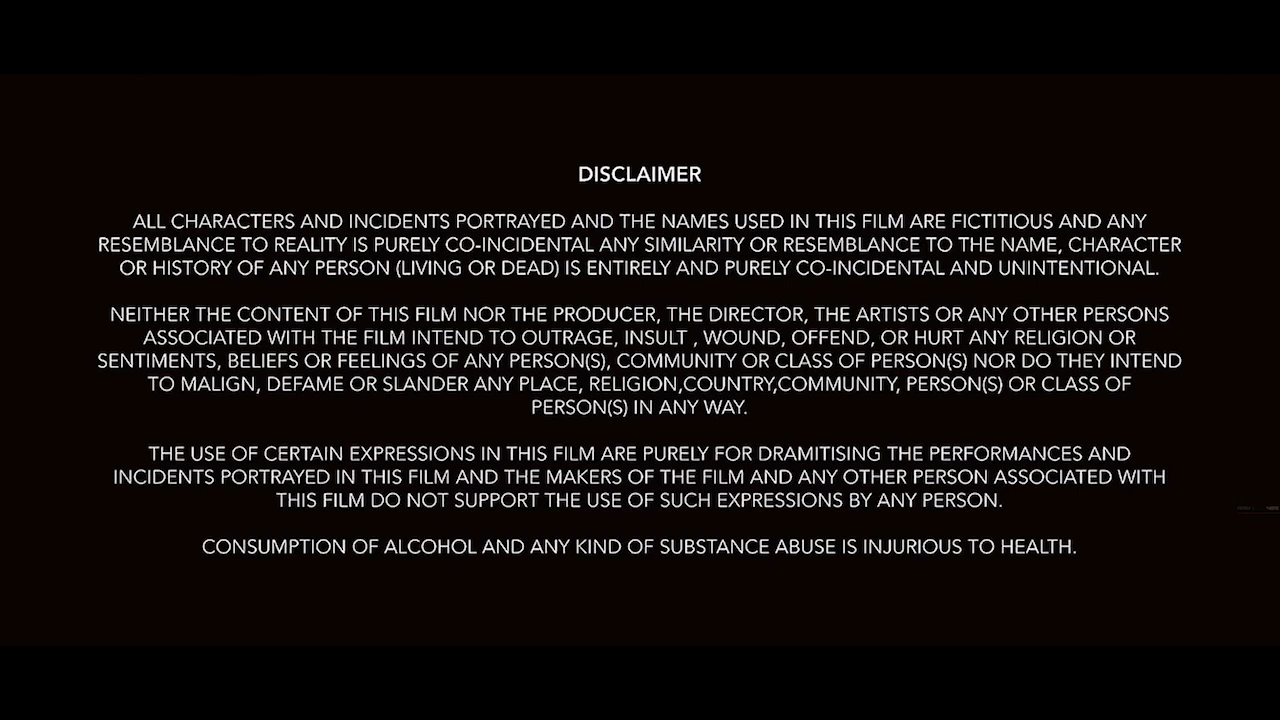 DISCLAIMER
ALL CHARACTERS AND INCIDENTS PORTRAYED AND THE NAMES USED IN THIS FILM ARE FICTITIOUS AND ANY
RESEMBLANCE TO REALITY IS PURELY CO-INCIDENTAL ANY SIMILARITY OR RESEMBLANCE TO THE NAME, CHARACTER
OR HISTORY OF ANY PERSON (LIVING OR DEAD) IS ENTIRELY AND PURELY CO-INCIDENTAL AND UNINTENTIONAL.
NEITHER THE CONTENT OF THIS FILM NOR THE PRODUCER, THE DIRECTOR, THE ARTISTS OR ANY OTHER PERSONS
ASSOCIATED WITH THE FILM INTEND TO OUTRAGE, INSULT , WOUND, OFFEND, OR HURT ANY RELIGION OR
SENTIMENTS, BELIEFS OR FEELINGS OF ANY PERSON(S), COMMUNITY OR CLASS OF PERSON(S) NOR DO THEY INTEND
TO MALIGN, DEFAME OR SLANDER ANY PLACE, RELIGION,COUNTRY,COMMUNITY, PERSON(S) OR CLASS OF
PERSON(S) IN ANY WAY.
THE USE OF CERTAIN EXPRESSIONS IN THIS FILM ARE PURELY FOR DRAMITISING THE PERFORMANCES AND
INCIDENTS PORTRAYED IN THIS FILM AND THE MAKERS OF THE FILM AND ANY OTHER PERSON ASSOCIATED WITH
THIS FILM DO NOT SUPPORT THE USE OF SUCH EXPRESSIONS BY ANY PERSON.
CONSUMPTION OF ALCOHOL AND ANY KIND OF SUBSTANCE ABUSE IS INJURIOUS TO HEALTH.